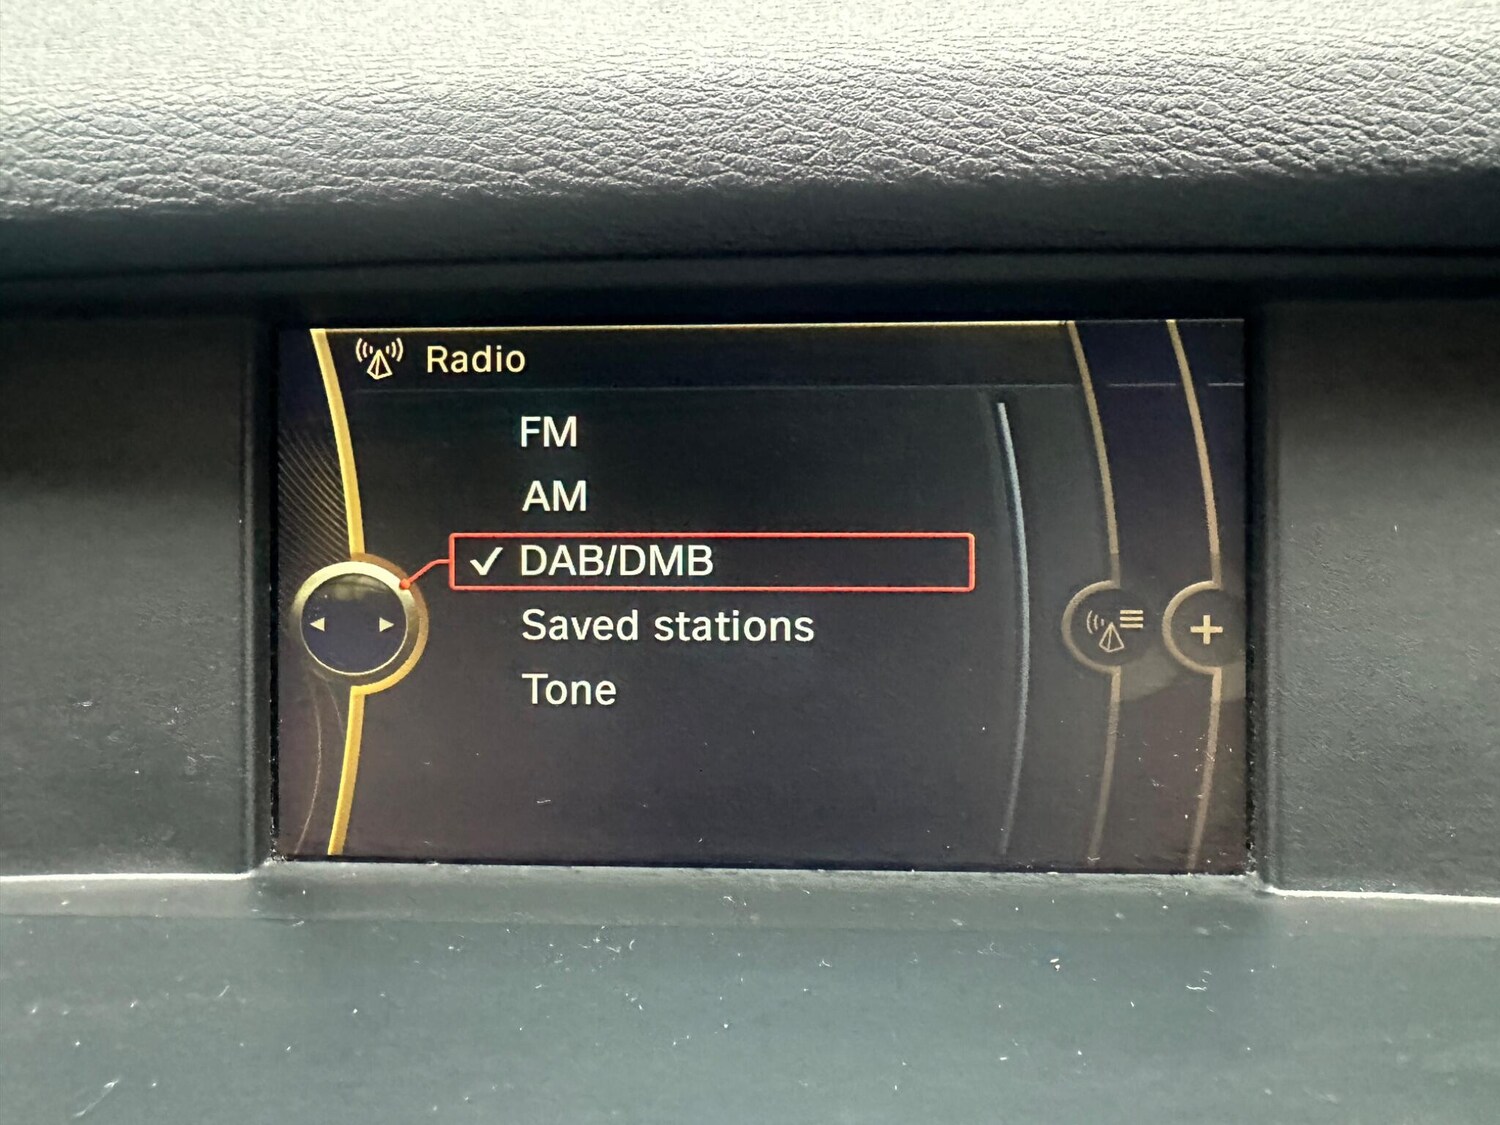 Radio
FM
AM
✓ DAB/DMB
Saved stations
Tone